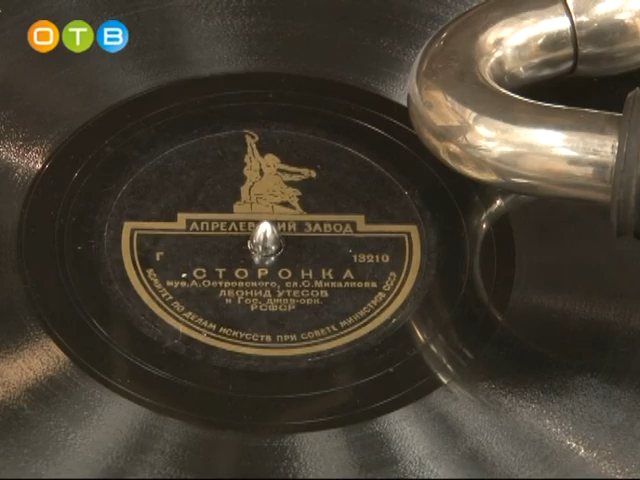 ОТВ
АПРЕЛЕВСКИЙ ЗАВОД
Г 13210
СТОРОНКА
муз. А. Островского, сл. С. Михалкова
ЛЕОНИД УТЕСОВ
и Гос. джаз-орк.
РСФСР
КОМИТЕТ ПО ДЕЛАМ ИСКУССТВ ПРИ СОВЕТЕ МИНИСТРОВ СССР